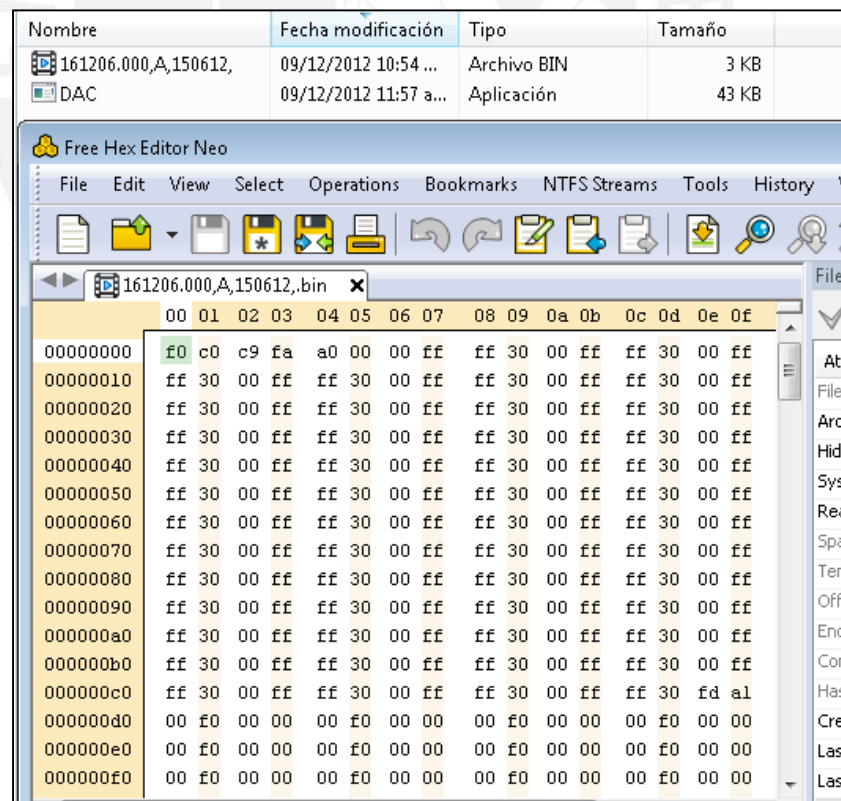 Nombre Fecha modificación Tipo Tamaño
161206.000,A,150612, 09/12/2012 10:54 ... Archivo BIN 3 KB
DAC 09/12/2012 11:57 a... Aplicación 43 KB
Free Hex Editor Neo
File Edit View Select Operations Bookmarks NTFS Streams Tools History
161206.000,A,150612,.bin x File
00 01 02 03 04 05 06 07 08 09 0a 0b 0c 0d 0e 0f
00000000 f0 c0 c9 fa a0 00 00 ff ff 30 00 ff ff 30 00 ff At
00000010 ff 30 00 ff ff 30 00 ff ff 30 00 ff ff 30 00 ff File
00000020 ff 30 00 ff ff 30 00 ff ff 30 00 ff ff 30 00 ff
00000030 ff 30 00 ff ff 30 00 ff ff 30 00 ff ff 30 00 ff Hid
00000040 ff 30 00 ff ff 30 00 ff ff 30 00 ff ff 30 00 ff
00000050 ff 30 00 ff ff 30 00 ff ff 30 00 ff ff 30 00 ff Sys
00000060 ff 30 00 ff ff 30 00 ff ff 30 00 ff ff 30 00 ff
00000070 ff 30 00 ff ff 30 00 ff ff 30 00 ff ff 30 00 ff
00000080 ff 30 00 ff ff 30 00 ff ff 30 00 ff ff 30 00 ff
00000090 ff 30 00 ff ff 30 00 ff ff 30 00 ff ff 30 00 ff Off
000000a0 ff 30 00 ff ff 30 00 ff ff 30 00 ff ff 30 00 ff
000000b0 ff 30 00 ff ff 30 00 ff ff 30 00 ff ff 30 00 ff
000000c0 ff 30 00 ff ff 30 00 ff ff 30 00 ff ff 30 fd a1 Has
000000d0 00 f0 00 00 00 f0 00 00 00 f0 00 00 00 f0 00 00 Cre
000000e0 00 f0 00 00 00 f0 00 00 00 f0 00 00 00 f0 00 00 Las
000000f0 00 f0 00 00 00 f0 00 00 00 f0 00 00 00 f0 00 00 Las